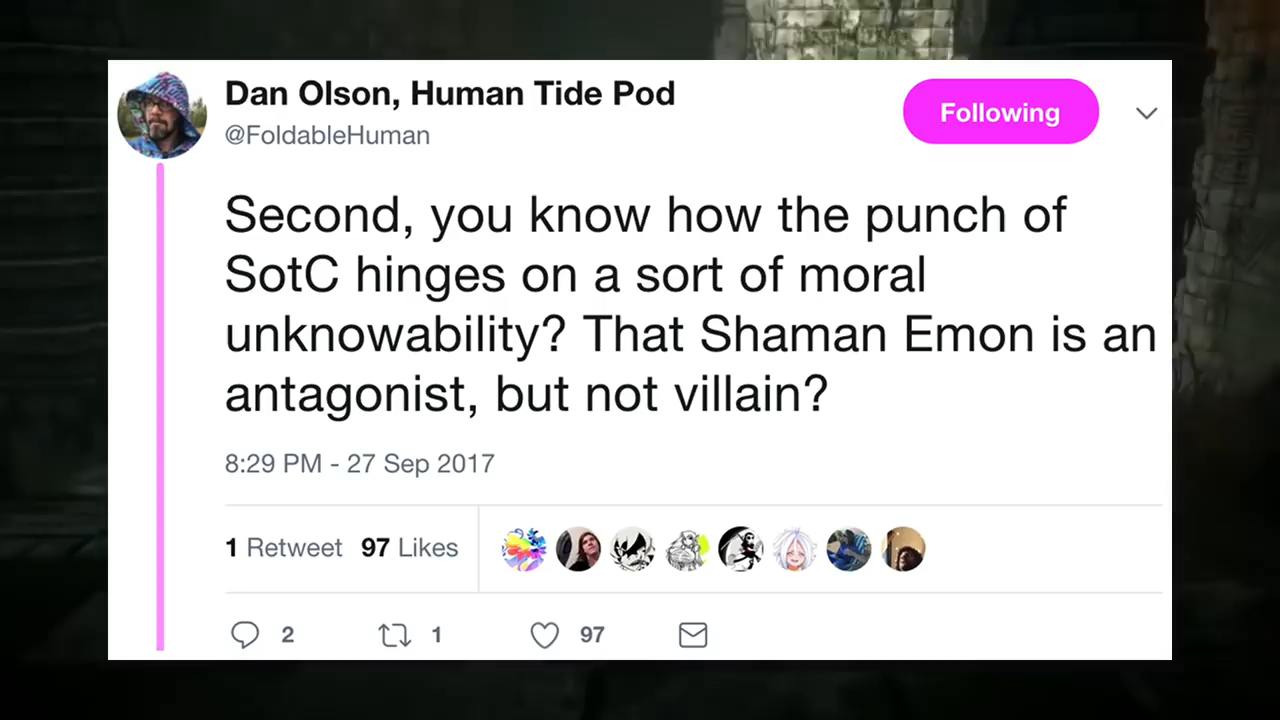 Dan Olson, Human Tide Pod
@FoldableHuman
Following
Second, you know how the punch of
SotC hinges on a sort of moral
unknowability? That Shaman Emon is an
antagonist, but not villain?
8:29 PM - 27 Sep 2017
1 Retweet 97 Likes
2 1 97